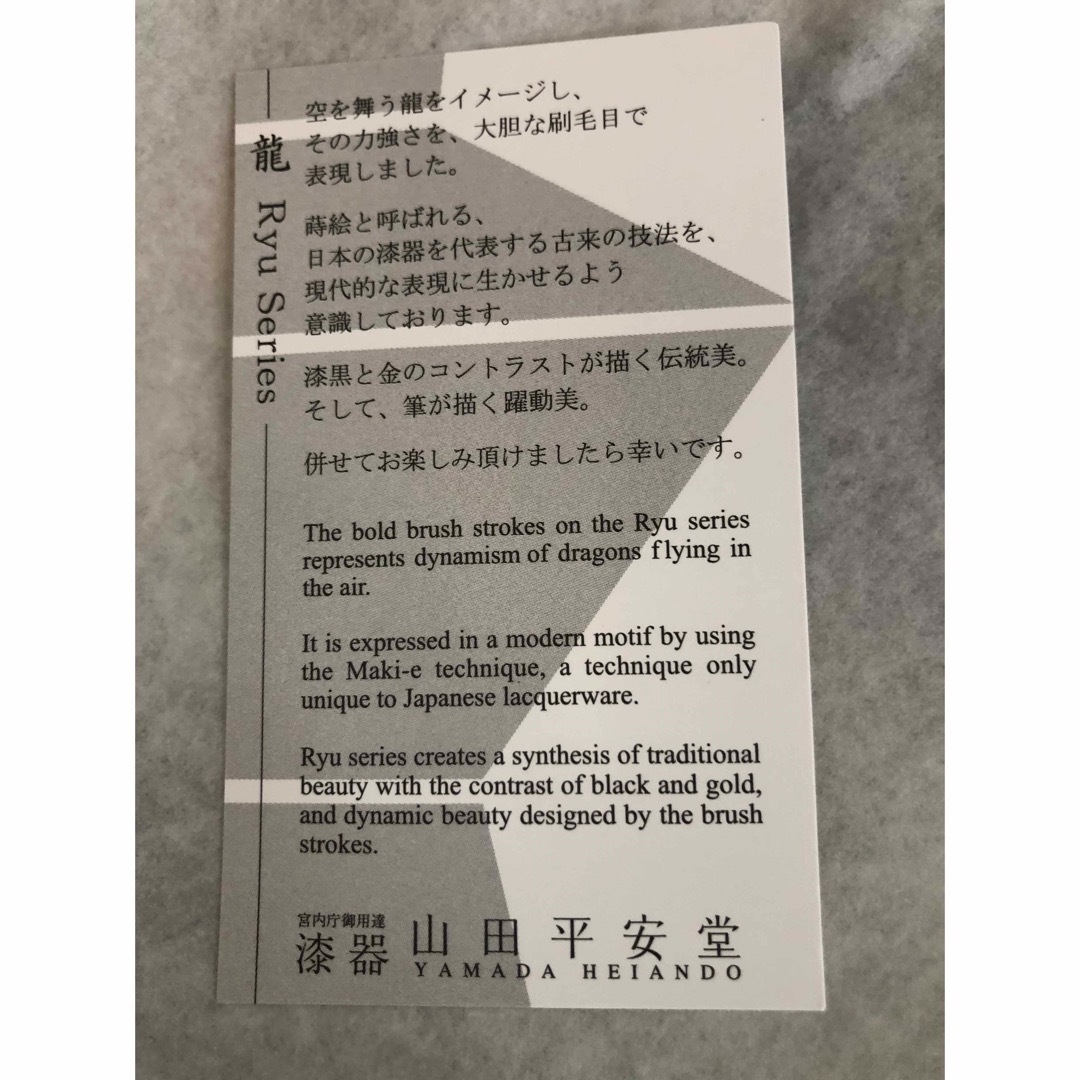 龍 Ryu Series
空を舞う龍をイメージし、
その力強さを、大胆な刷毛目で
表現しました。
蒔絵と呼ばれる、
日本の漆器を代表する古来の技法を、
現代的な表現に生かせるよう
意識しております。
漆黒と金のコントラストが描く伝統美。
そして、筆が描く躍動美。
併せてお楽しみ頂けましたら幸いです。
The bold brush strokes on the Ryu series
represents dynamism of dragons flying in
the air.
It is expressed in a modern motif by using
the Maki-e technique, a technique only
unique to Japanese lacquerware.
Ryu series creates a synthesis of traditional
beauty with the contrast of black and gold,
and dynamic beauty designed by the brush
strokes.
宮内庁御用達
漆器 山田平安堂
YAMADA HEIANDO